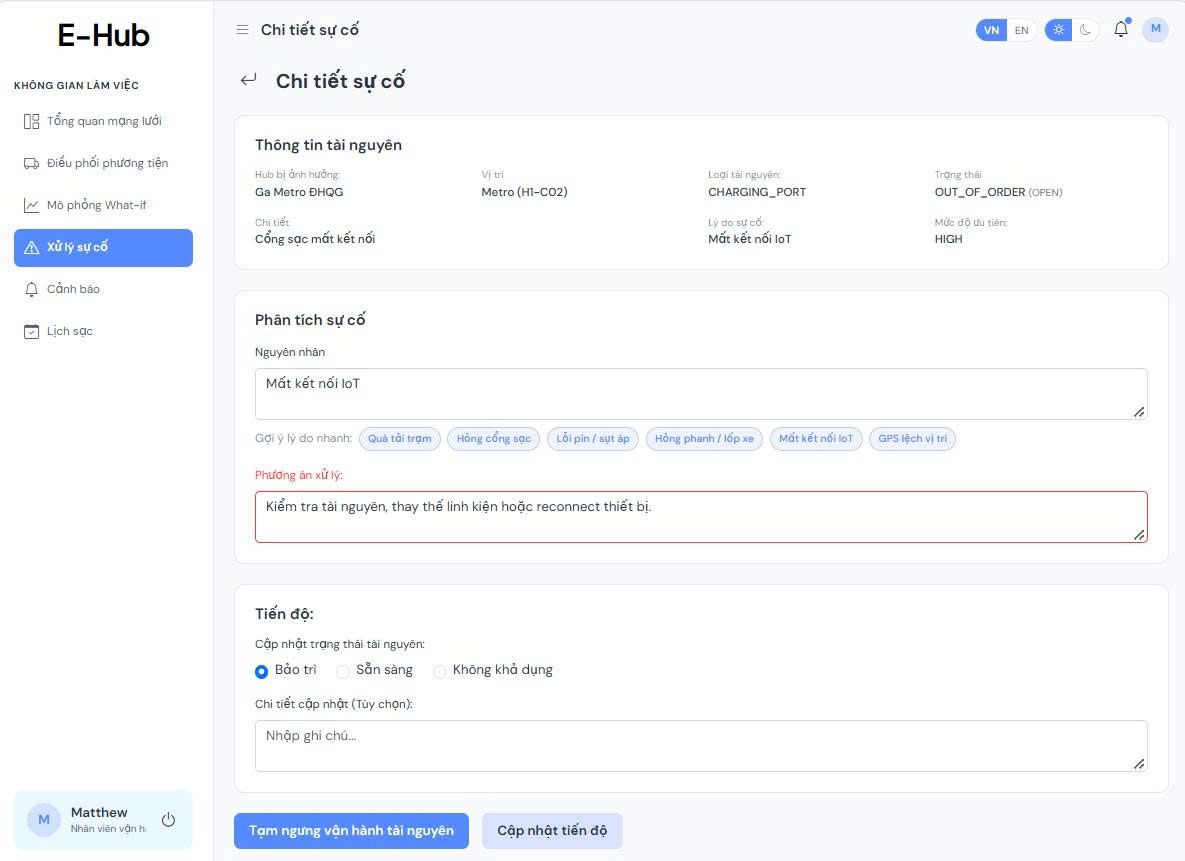 E-Hub
KHÔNG GIAN LÀM VIỆC
Tổng quan mạng lưới
Điều phối phương tiện
Mô phỏng What-if
Xử lý sự cố
Cảnh báo
Lịch sạc
Matthew
Nhân viên vận h
M
Chi tiết sự cố
VN EN
M
Chi tiết sự cố
Thông tin tài nguyên
Hub bị ảnh hưởng: Vị trí Loại tài nguyên: Trạng thái
Ga Metro ĐHQG Metro (H1-C02) CHARGING_PORT OUT_OF_ORDER (OPEN)
Chi tiết Lý do sự cố: Mức độ ưu tiên:
Cổng sạc mất kết nối Mất kết nối IoT HIGH
Phân tích sự cố
Nguyên nhân
Mất kết nối IoT
Gợi ý lý do nhanh: Quá tải trạm Hỏng cổng sạc Lỗi pin / sụt áp Hỏng phanh / lốp xe Mất kết nối IoT GPS lệch vị trí
Phương án xử lý:
Kiểm tra tài nguyên, thay thế linh kiện hoặc reconnect thiết bị.
Tiến độ:
Cập nhật trạng thái tài nguyên:
Bảo trì Sẵn sàng Không khả dụng
Chi tiết cập nhật (Tùy chọn):
Nhập ghi chú...
Tạm ngưng vận hành tài nguyên Cập nhật tiến độ